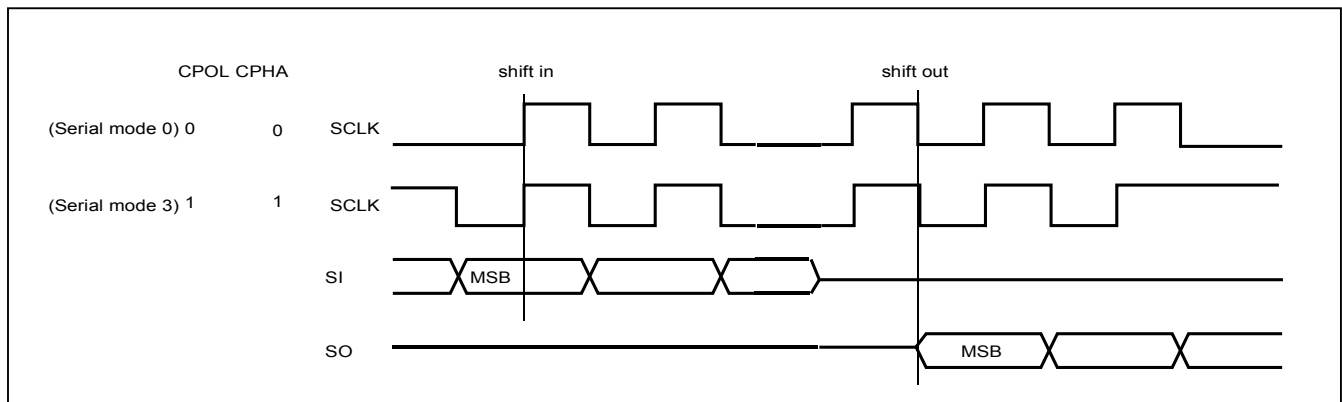 CPOL CPHA shift in shift out
(Serial mode 0) 0 0 SCLK
(Serial mode 3) 1 1 SCLK
SI MSB
SO MSB